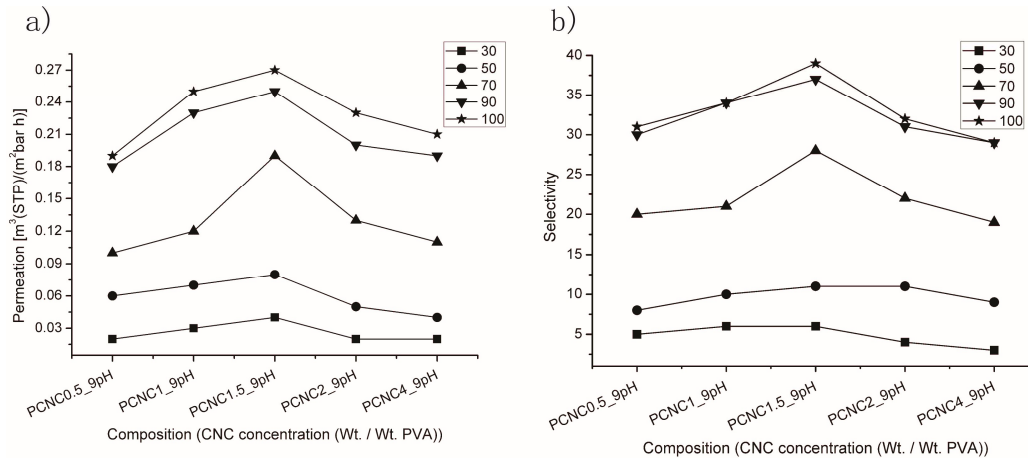 a)
30
50
70
90
100
0.27
0.24
0.21
0.18
0.15
0.12
0.09
0.06
0.03
Permeation [m³(STP)/(m²bar h)]
PCNC0.5_9pH
PCNC1_9pH
PCNC1.5_9pH
PCNC2_9pH
PCNC4_9pH
Composition (CNC concentration (Wt. / Wt. PVA))
b)
30
50
70
90
100
40
35
30
25
20
15
10
5
Selectivity
PCNC0.5_9pH
PCNC1_9pH
PCNC1.5_9pH
PCNC2_9pH
PCNC4_9pH
Composition (CNC concentration (Wt. / Wt. PVA))